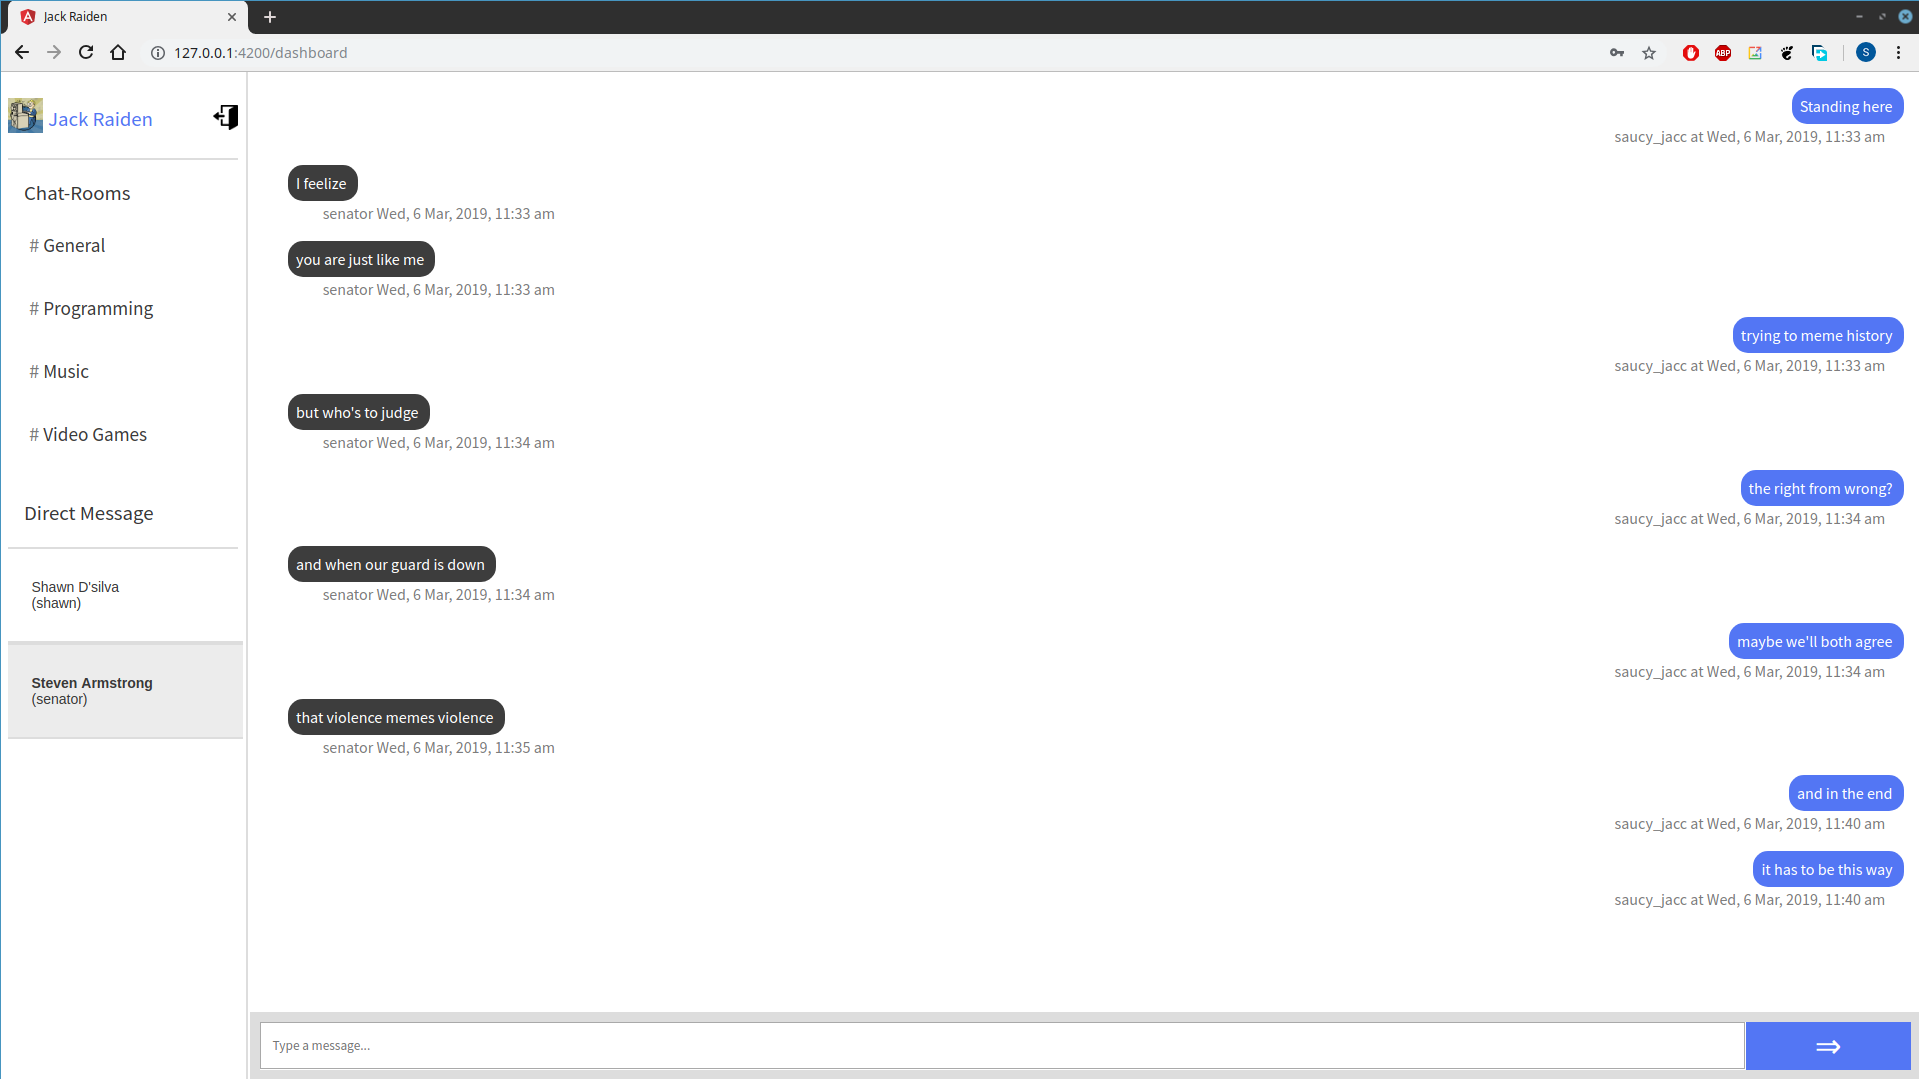 Jack Raiden
127.0.0.1:4200/dashboard
ABP
S
Jack Raiden
Chat-Rooms
# General
# Programming
# Music
# Video Games
Direct Message
Shawn D'silva
(shawn)
Steven Armstrong
(senator)
Standing here
saucy_jacc at Wed, 6 Mar, 2019, 11:33 am
I feelize
senator Wed, 6 Mar, 2019, 11:33 am
you are just like me
senator Wed, 6 Mar, 2019, 11:33 am
trying to meme history
saucy_jacc at Wed, 6 Mar, 2019, 11:33 am
but who's to judge
senator Wed, 6 Mar, 2019, 11:34 am
the right from wrong?
saucy_jacc at Wed, 6 Mar, 2019, 11:34 am
and when our guard is down
senator Wed, 6 Mar, 2019, 11:34 am
maybe we'll both agree
saucy_jacc at Wed, 6 Mar, 2019, 11:34 am
that violence memes violence
senator Wed, 6 Mar, 2019, 11:35 am
and in the end
saucy_jacc at Wed, 6 Mar, 2019, 11:40 am
it has to be this way
saucy_jacc at Wed, 6 Mar, 2019, 11:40 am
Type a message...